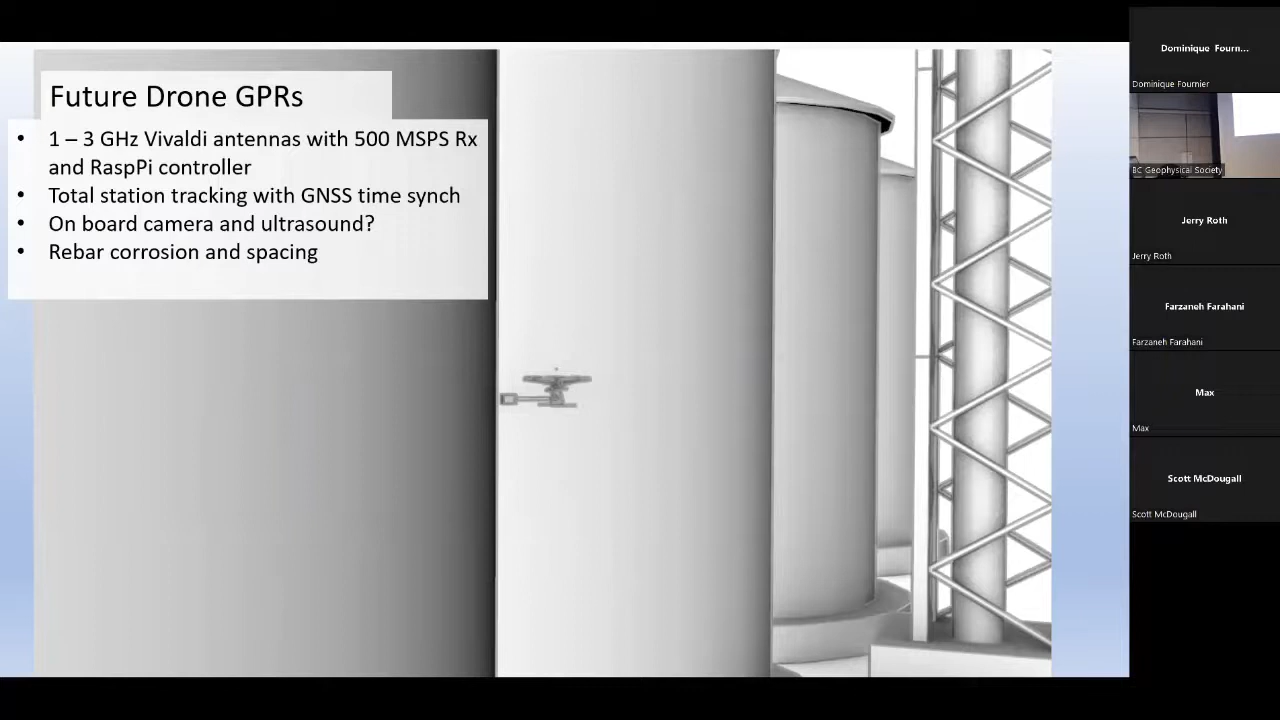 Future Drone GPRs
• 1 – 3 GHz Vivaldi antennas with 500 MSPS Rx
and RaspPi controller
• Total station tracking with GNSS time synch
• On board camera and ultrasound?
• Rebar corrosion and spacing
Dominique Fourn...
Dominique Fournier
BC Geophysical Society
Jerry Roth
Jerry Roth
Farzaneh Farahani
Farzaneh Farahani
Max
Max
Scott McDougall
Scott McDougall